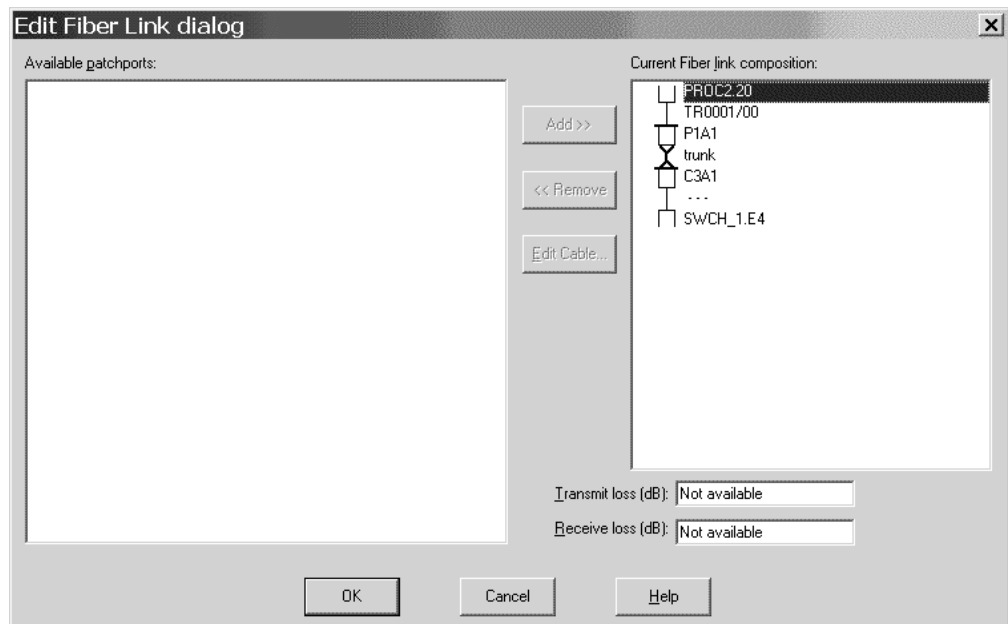 Edit Fiber Link dialog
Available patchports:
Current Fiber link composition:
PROC2.20
TR0001/00
P1A1
trunk
C3A1
---
SWCH_1.E4
Add >>
<< Remove
Edit Cable...
Transmit loss (dB): Not available
Receive loss (dB): Not available
OK
Cancel
Help